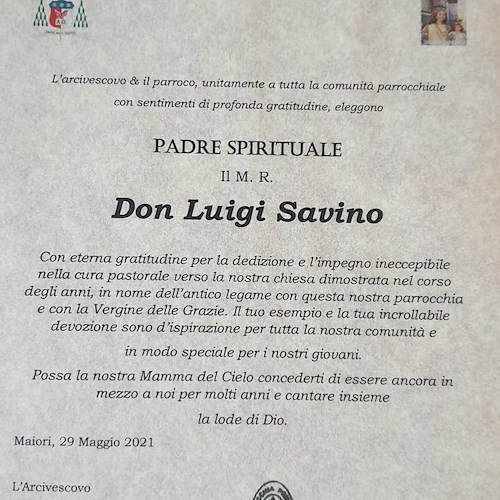 L'arcivescovo & il parroco, unitamente a tutta la comunità parrocchiale
con sentimenti di profonda gratitudine, eleggono
PADRE SPIRITUALE
Il M. R.
Don Luigi Savino
Con eterna gratitudine per la dedizione e l'impegno ineccepibile
nella cura pastorale verso la nostra chiesa dimostrata nel corso
degli anni, in nome dell'antico legame con questa nostra parrocchia
e con la Vergine delle Grazie. Il tuo esempio e la tua incrollabile
devozione sono d'ispirazione per tutta la nostra comunità e
in modo speciale per i nostri giovani.
Possa la nostra Mamma del Cielo concederti di essere ancora in
mezzo a noi per molti anni e cantare insieme
la lode di Dio.
Maiori, 29 Maggio 2021
L'Arcivescovo